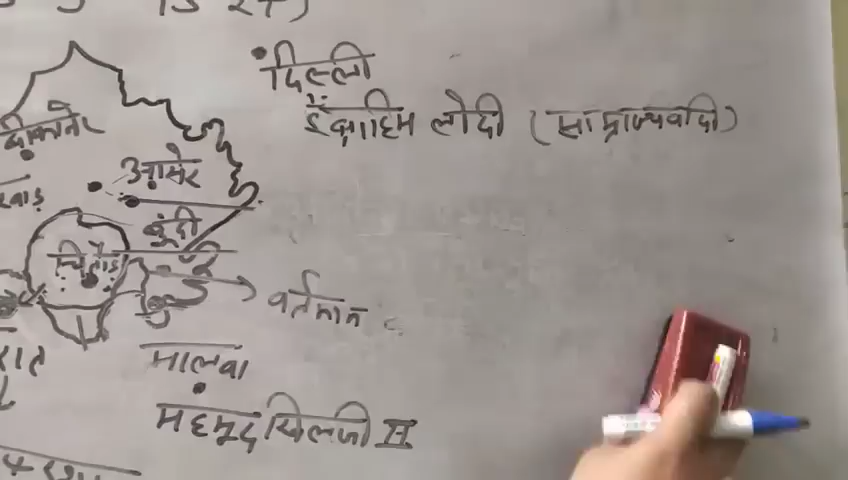 दिल्ली
इब्राहिम लोदी (साम्राज्यवादी)
बीकानेर
आमेर
बूंदी
चित्तौड़
वर्तमान
मालवा
महमूद खिलजी II